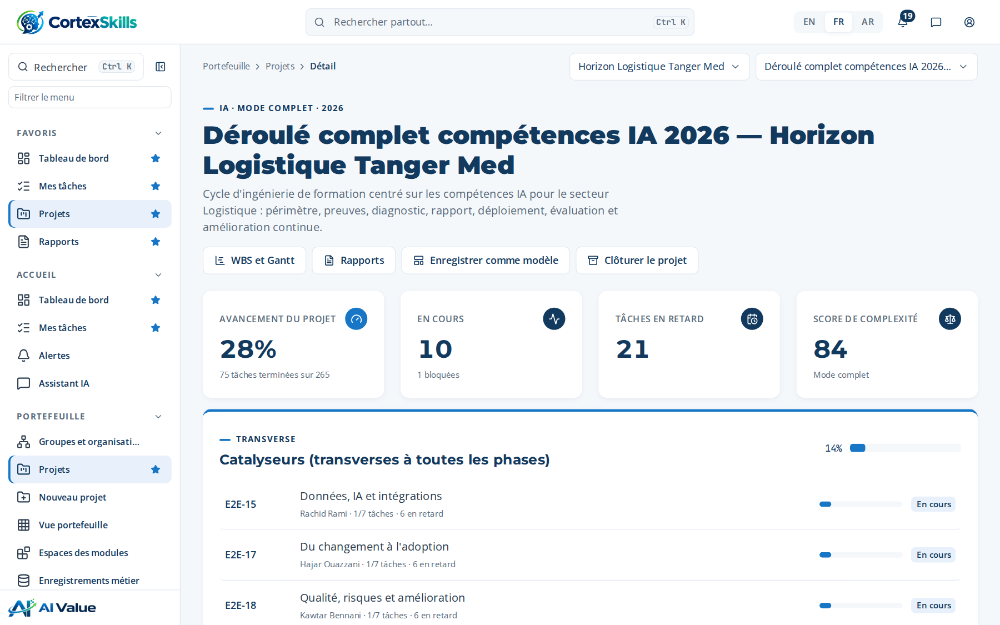 CortexSkills
Rechercher partout...
Ctrl K
EN
FR
AR
19
Rechercher
Ctrl K
Filtrer le menu
FAVORIS
Tableau de bord
Mes tâches
Projets
Rapports
ACCUEIL
Tableau de bord
Mes tâches
Alertes
Assistant IA
PORTEFEUILLE
Groupes et organisati...
Projets
Nouveau projet
Vue portefeuille
Espaces des modules
Enregistrements métier
AI Value
Portefeuille > Projets > Détail
Horizon Logistique Tanger Med
Déroulé complet compétences IA 2026...
IA · MODE COMPLET · 2026
Déroulé complet compétences IA 2026 — Horizon
Logistique Tanger Med
Cycle d'ingénierie de formation centré sur les compétences IA pour le secteur
Logistique : périmètre, preuves, diagnostic, rapport, déploiement, évaluation et
amélioration continue.
WBS et Gantt
Rapports
Enregistrer comme modèle
Clôturer le projet
AVANCEMENT DU PROJET
28%
75 tâches terminées sur 265
EN COURS
10
1 bloquées
TÂCHES EN RETARD
21
SCORE DE COMPLEXITÉ
84
Mode complet
TRANSVERSE
Catalyseurs (transverses à toutes les phases)
14%
E2E-15
Données, IA et intégrations
Rachid Rami · 1/7 tâches · 6 en retard
En cours
E2E-17
Du changement à l'adoption
Hajar Ouazzani · 1/7 tâches · 6 en retard
En cours
E2E-18
Qualité, risques et amélioration
Kawtar Bennani · 1/7 tâches · 6 en retard
En cours